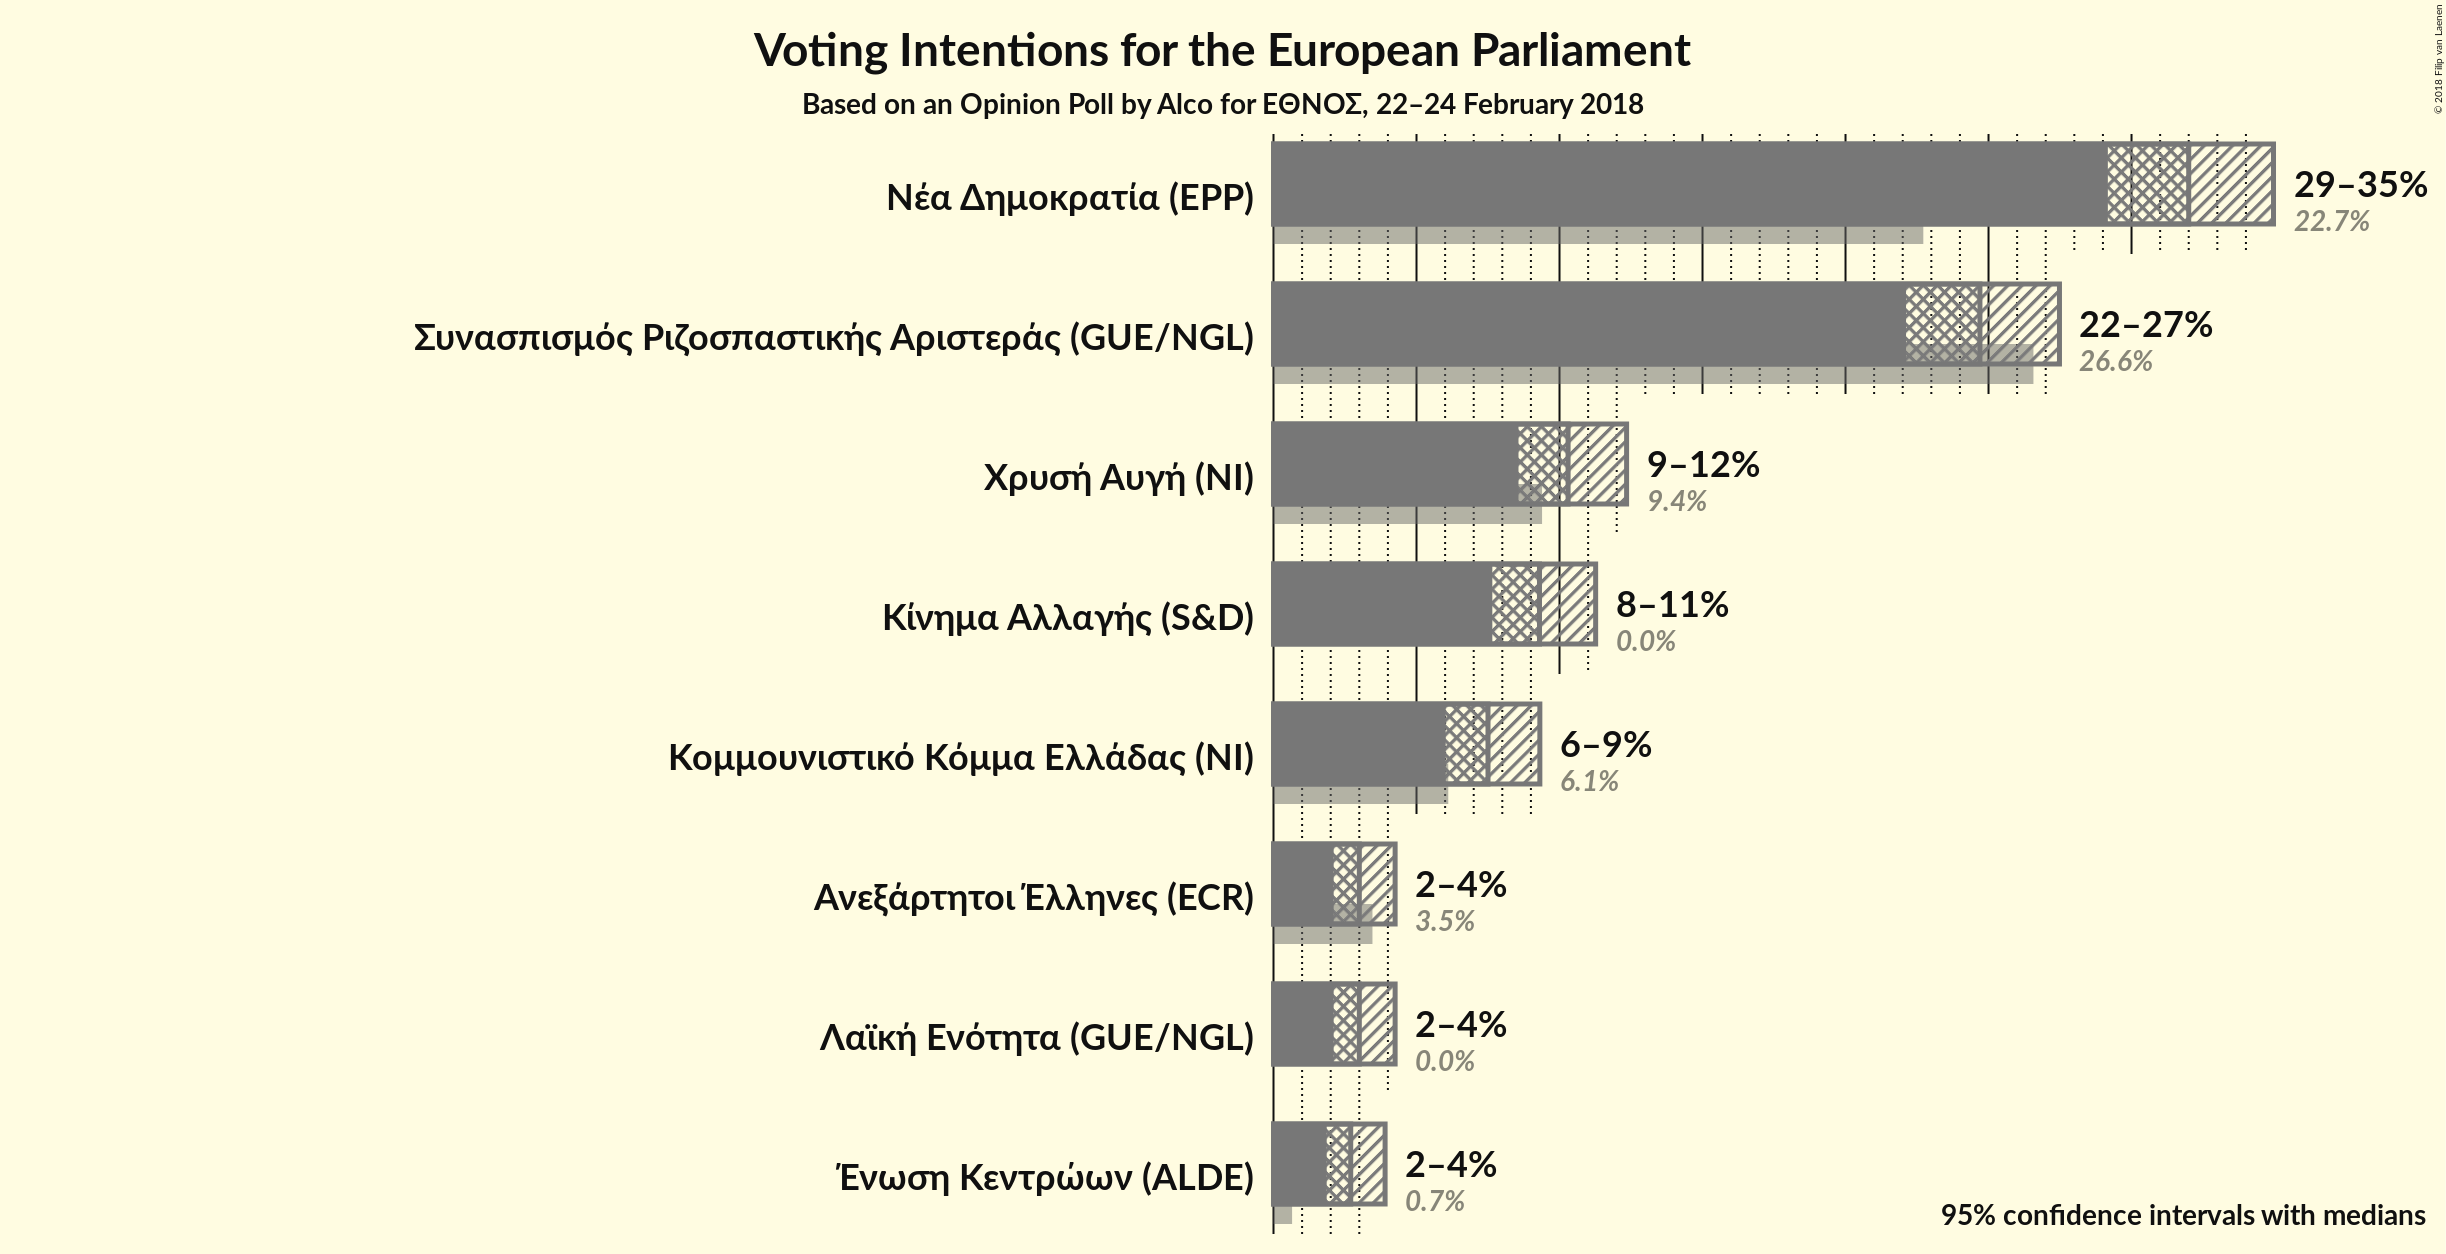 Voting Intentions for the European Parliament
Based on an Opinion Poll by Alco for ΕΘΝΟΣ, 22–24 February 2018
© 2018 Filip van Laenen
Νέα Δημοκρατία (EPP)
29–35%
22.7%
Συνασπισμός Ριζοσπαστικής Αριστεράς (GUE/NGL)
22–27%
26.6%
Χρυσή Αυγή (NI)
9–12%
9.4%
Κίνημα Αλλαγής (S&D)
8–11%
0.0%
Κομμουνιστικό Κόμμα Ελλάδας (NI)
6–9%
6.1%
Ανεξάρτητοι Έλληνες (ECR)
2–4%
3.5%
Λαϊκή Ενότητα (GUE/NGL)
2–4%
0.0%
Ένωση Κεντρώων (ALDE)
2–4%
0.7%
95% confidence intervals with medians